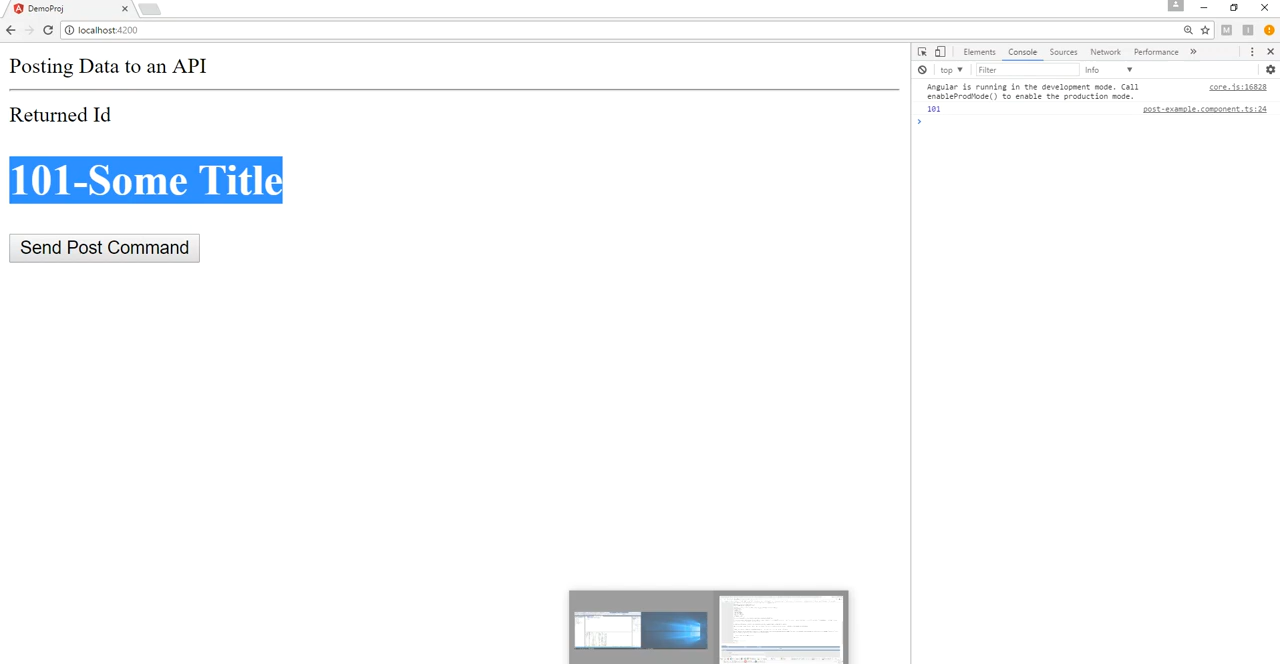 DemoProj
localhost:4200
M
I
Posting Data to an API
Returned Id
101-Some Title
Send Post Command
Elements Console Sources Network Performance »
top ▼ Filter Info ▼
Angular is running in the development mode. Call core.js:16828
enableProdMode() to enable the production mode.
101 post-example.component.ts:24
>